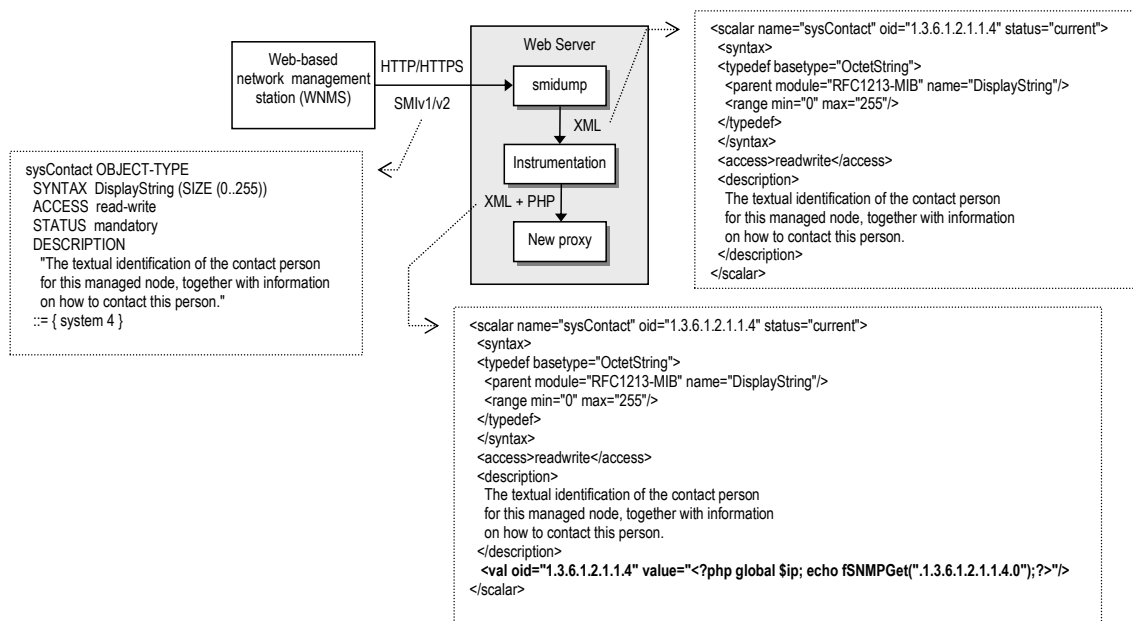 Web-based
network management
station (WNMS)
HTTP/HTTPS
SMIv1/v2
Web Server
smidump
XML
Instrumentation
XML + PHP
New proxy
sysContact OBJECT-TYPE
SYNTAX DisplayString (SIZE (0..255))
ACCESS read-write
STATUS mandatory
DESCRIPTION
"The textual identification of the contact person
for this managed node, together with information
on how to contact this person."
::= { system 4 }
<scalar name="sysContact" oid="1.3.6.1.2.1.1.4" status="current">
<syntax>
<typedef basetype="OctetString">
<parent module="RFC1213-MIB" name="DisplayString"/>
<range min="0" max="255"/>
</typedef>
</syntax>
<access>readwrite</access>
<description>
The textual identification of the contact person
for this managed node, together with information
on how to contact this person.
</description>
</scalar>
<scalar name="sysContact" oid="1.3.6.1.2.1.1.4" status="current">
<syntax>
<typedef basetype="OctetString">
<parent module="RFC1213-MIB" name="DisplayString"/>
<range min="0" max="255"/>
</typedef>
</syntax>
<access>readwrite</access>
<description>
The textual identification of the contact person
for this managed node, together with information
on how to contact this person.
</description>
<val oid="1.3.6.1.2.1.1.4" value="<?php global $ip; echo fSNMPGet(".1.3.6.1.2.1.1.4.0");?>"/>
</scalar>